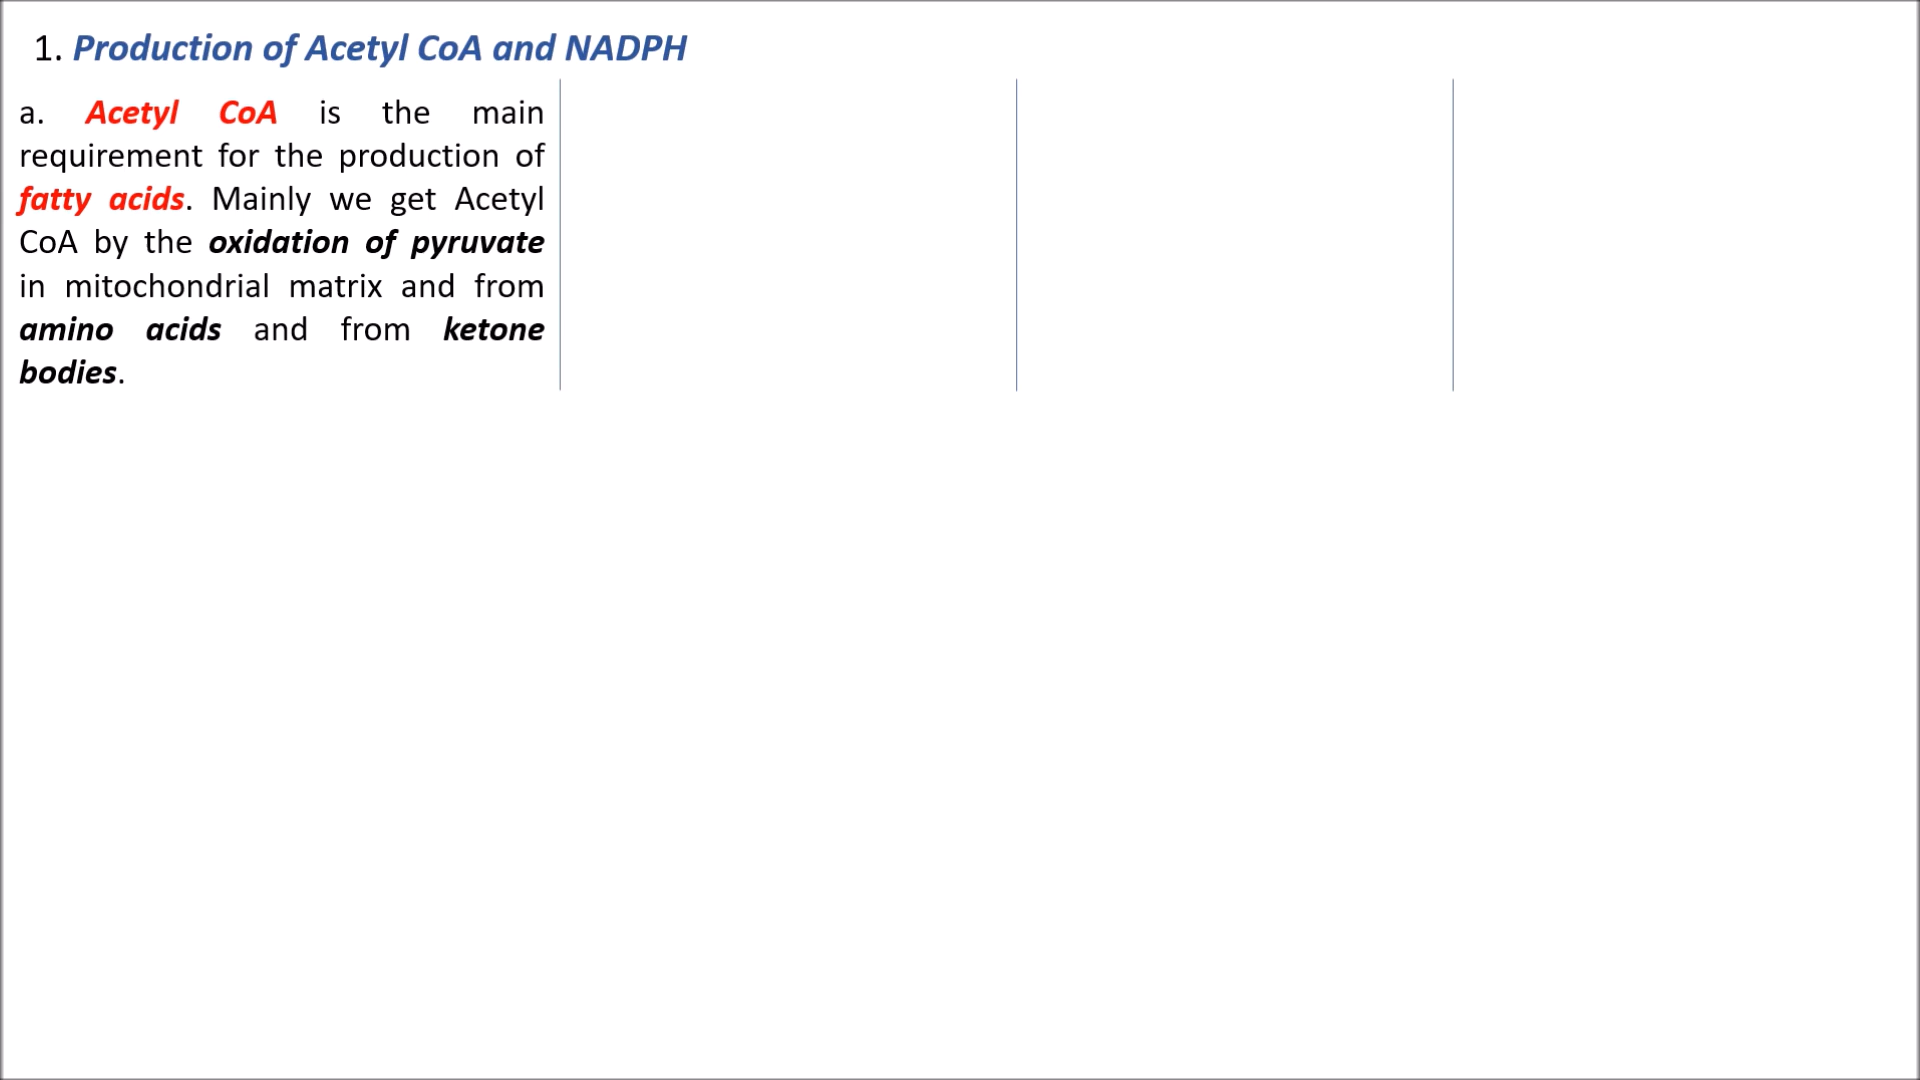 1. Production of Acetyl CoA and NADPH
a. Acetyl CoA is the main
requirement for the production of
fatty acids. Mainly we get Acetyl
CoA by the oxidation of pyruvate
in mitochondrial matrix and from
amino acids and from ketone
bodies.